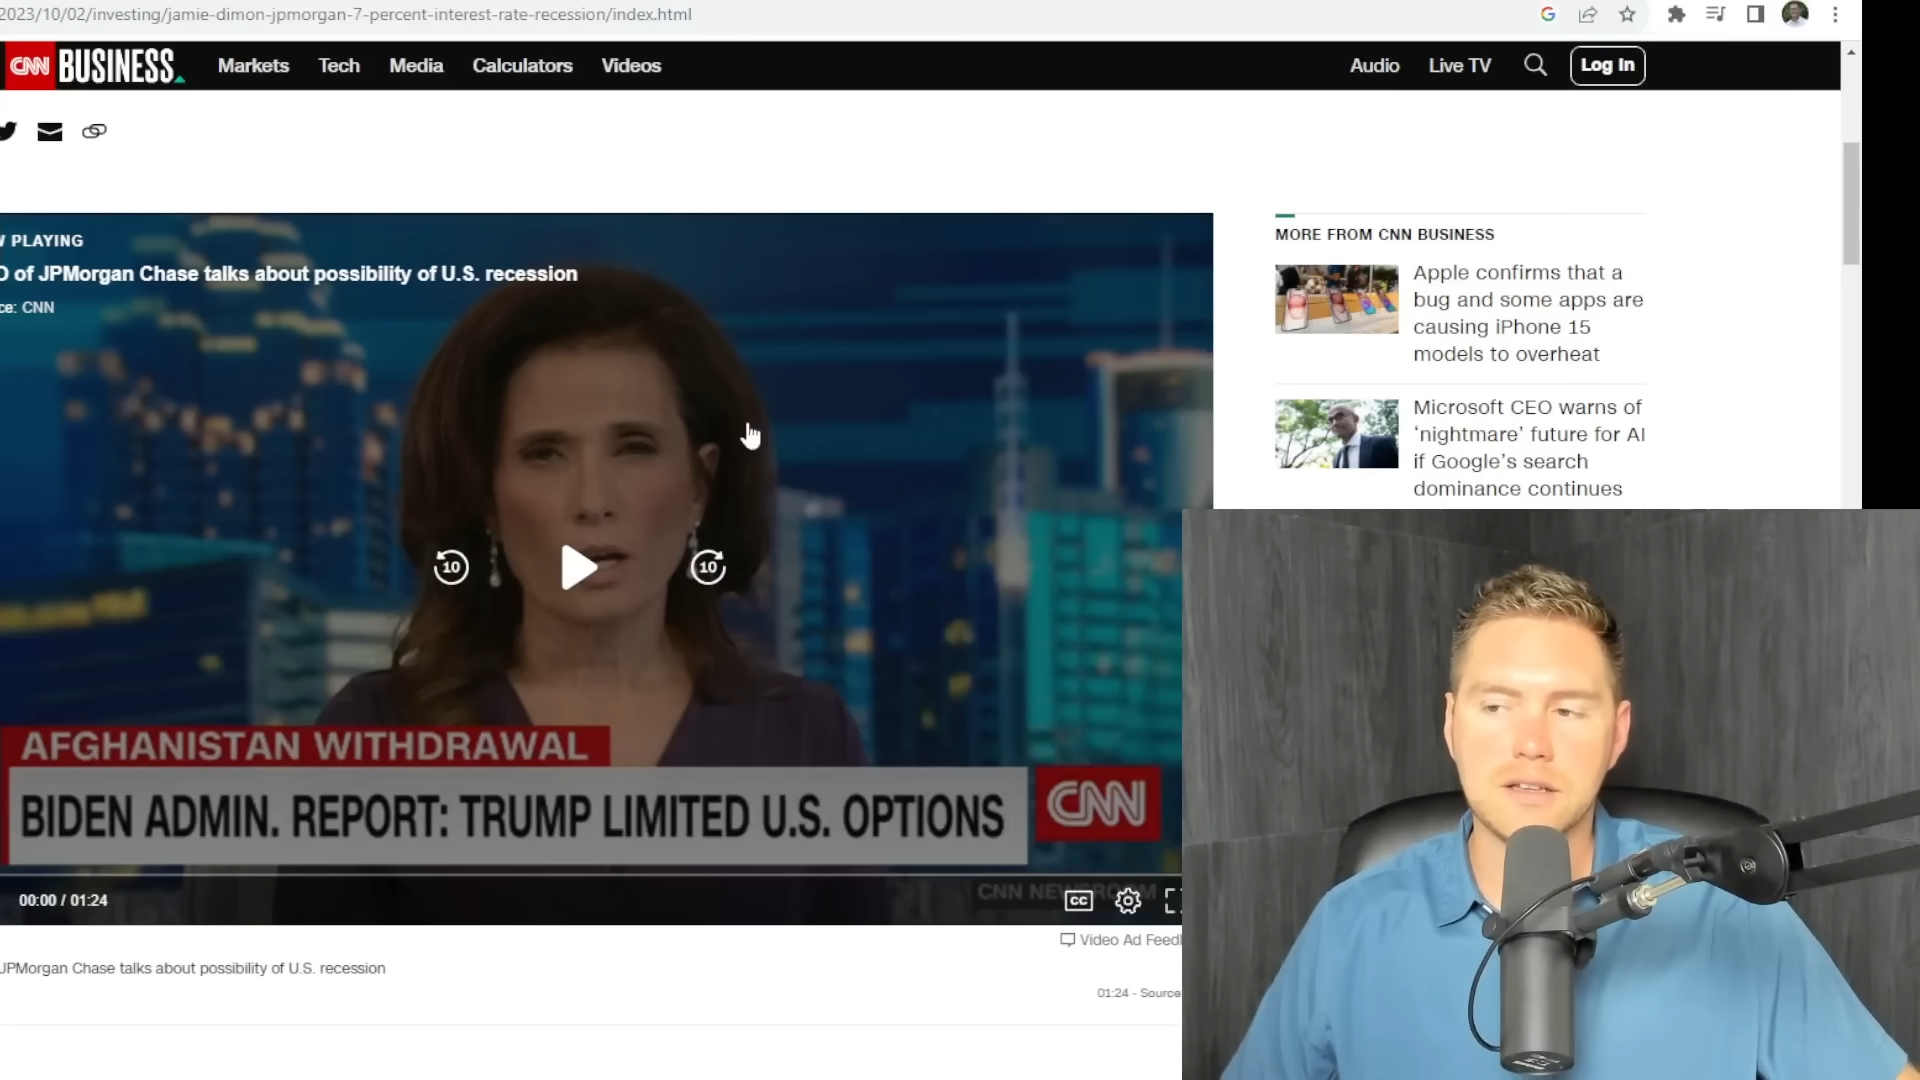 2023/10/02/investing/jamie-dimon-jpmorgan-7-percent-interest-rate-recession/index.html
CNN BUSINESS
Markets
Tech
Media
Calculators
Videos
Audio
Live TV
Log In
PLAYING
of JPMorgan Chase talks about possibility of U.S. recession
CNN
10
10
AFGHANISTAN WITHDRAWAL
BIDEN ADMIN. REPORT: TRUMP LIMITED U.S. OPTIONS
CNN
00:00 / 01:24
CNN NEWSROOM
CC
Video Ad Feed
JPMorgan Chase talks about possibility of U.S. recession
01:24 - Source
MORE FROM CNN BUSINESS
Apple confirms that a
bug and some apps are
causing iPhone 15
models to overheat
Microsoft CEO warns of
‘nightmare’ future for AI
if Google’s search
dominance continues